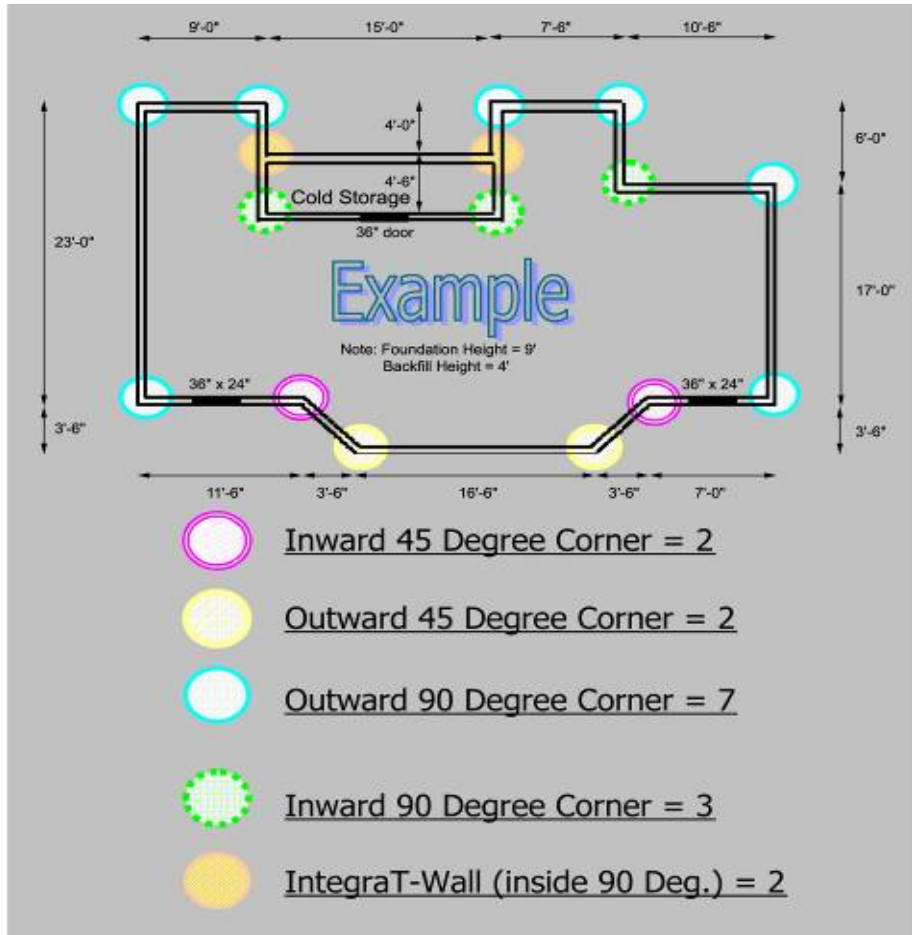 9'-0" 15'-0" 7'-6" 10'-6"
4'-0"
6'-0"
4'-6"
Cold Storage
36" door
23'-0"
17'-0"
Example
Note: Foundation Height = 9'
Backfill Height = 4'
36" x 24" 36" x 24"
3'-6" 3'-6"
11'-6" 3'-6" 16'-6" 3'-6" 7'-0"
Inward 45 Degree Corner = 2
Outward 45 Degree Corner = 2
Outward 90 Degree Corner = 7
Inward 90 Degree Corner = 3
IntegraT-Wall (inside 90 Deg.) = 2